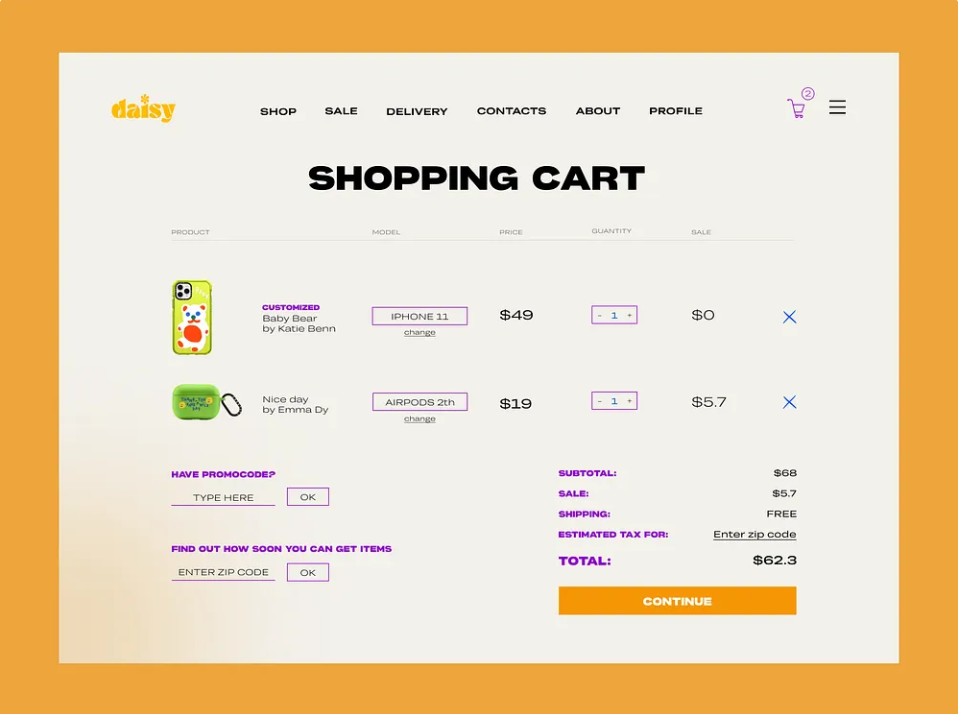 daisy
SHOP SALE DELIVERY CONTACTS ABOUT PROFILE 2
SHOPPING CART
PRODUCT MODEL PRICE QUANTITY SALE
CUSTOMIZED
Baby Bear
by Katie Benn
IPHONE 11
change
$49
- 1 +
$0
Nice day
by Emma Dy
AIRPODS 2th
change
$19
- 1 +
$5.7
HAVE PROMOCODE?
TYPE HERE OK
FIND OUT HOW SOON YOU CAN GET ITEMS
ENTER ZIP CODE OK
SUBTOTAL: $68
SALE: $5.7
SHIPPING: FREE
ESTIMATED TAX FOR: Enter zip code
TOTAL: $62.3
CONTINUE